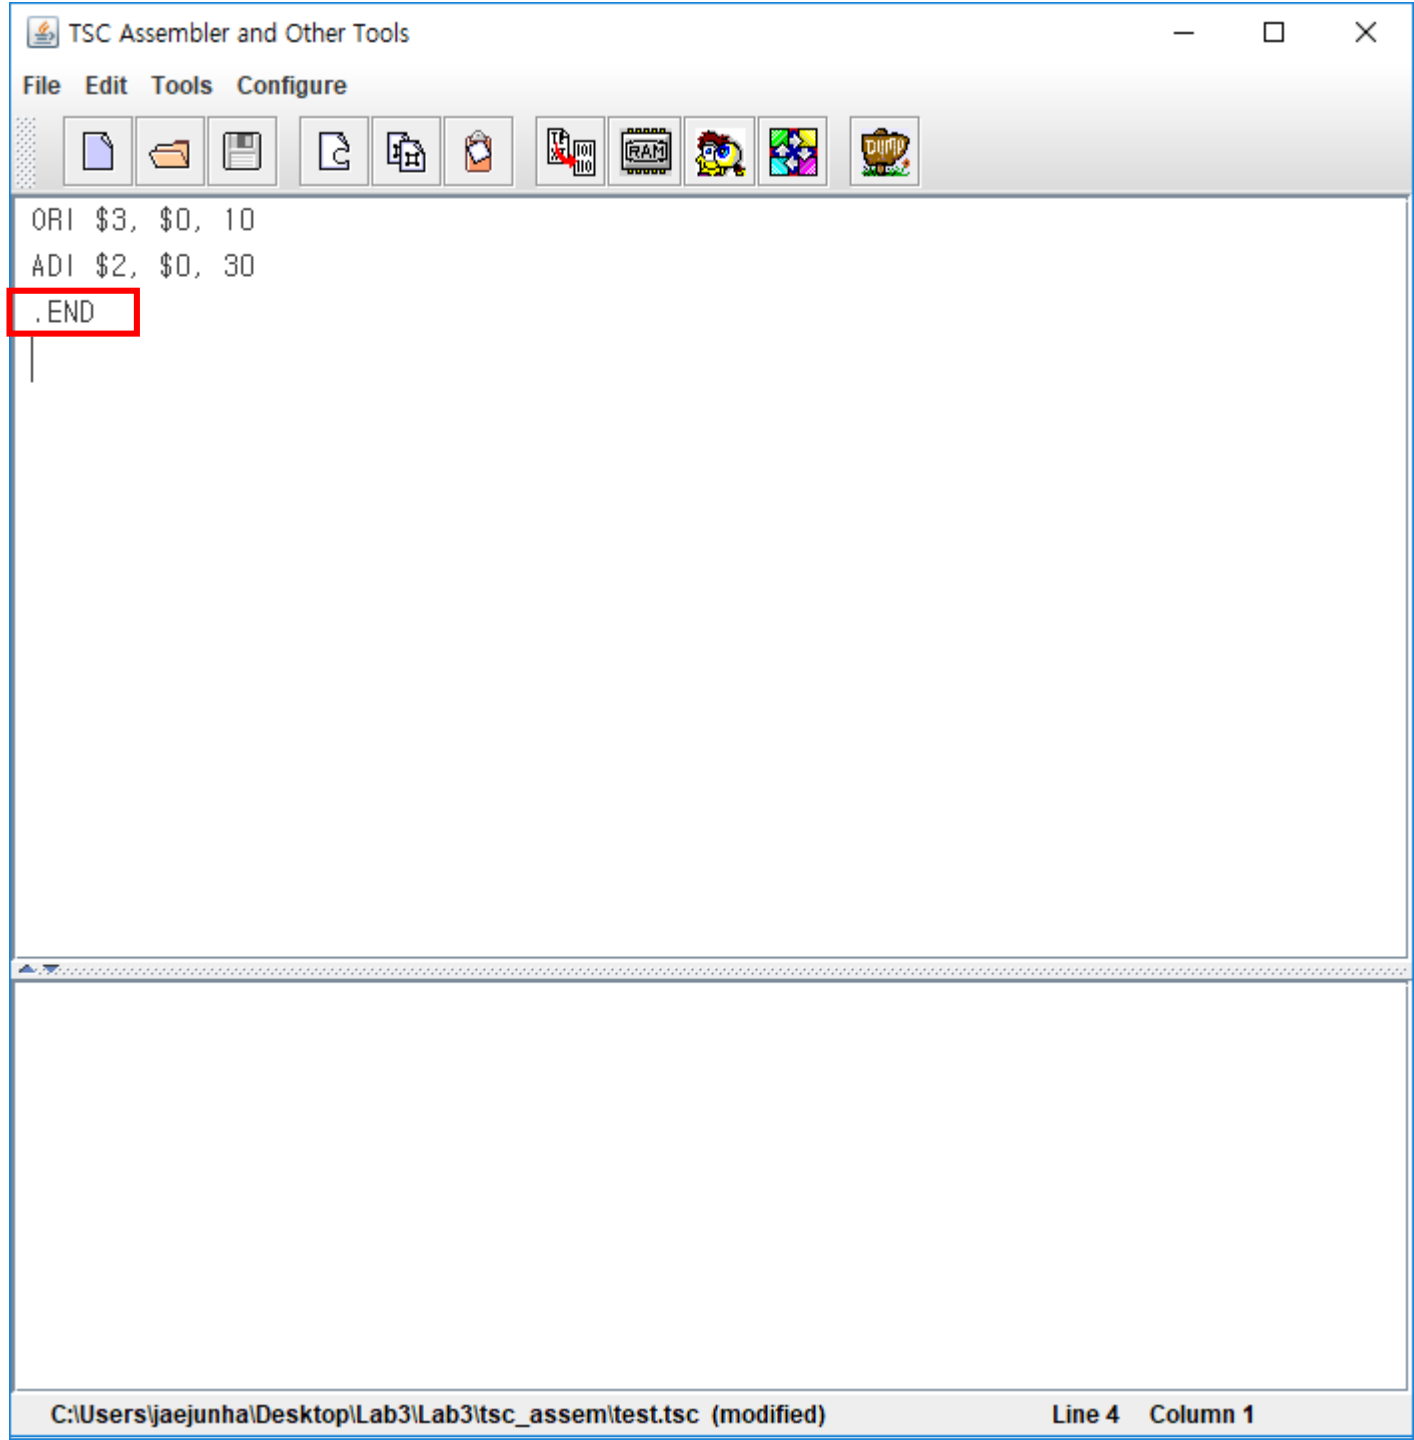 TSC Assembler and Other Tools
File Edit Tools Configure
RAM
DUMP
ORI $3, $0, 10
ADI $2, $0, 30
.END
C:\Users\jaejunha\Desktop\Lab3\Lab3\tsc_assem\test.tsc (modified) Line 4 Column 1